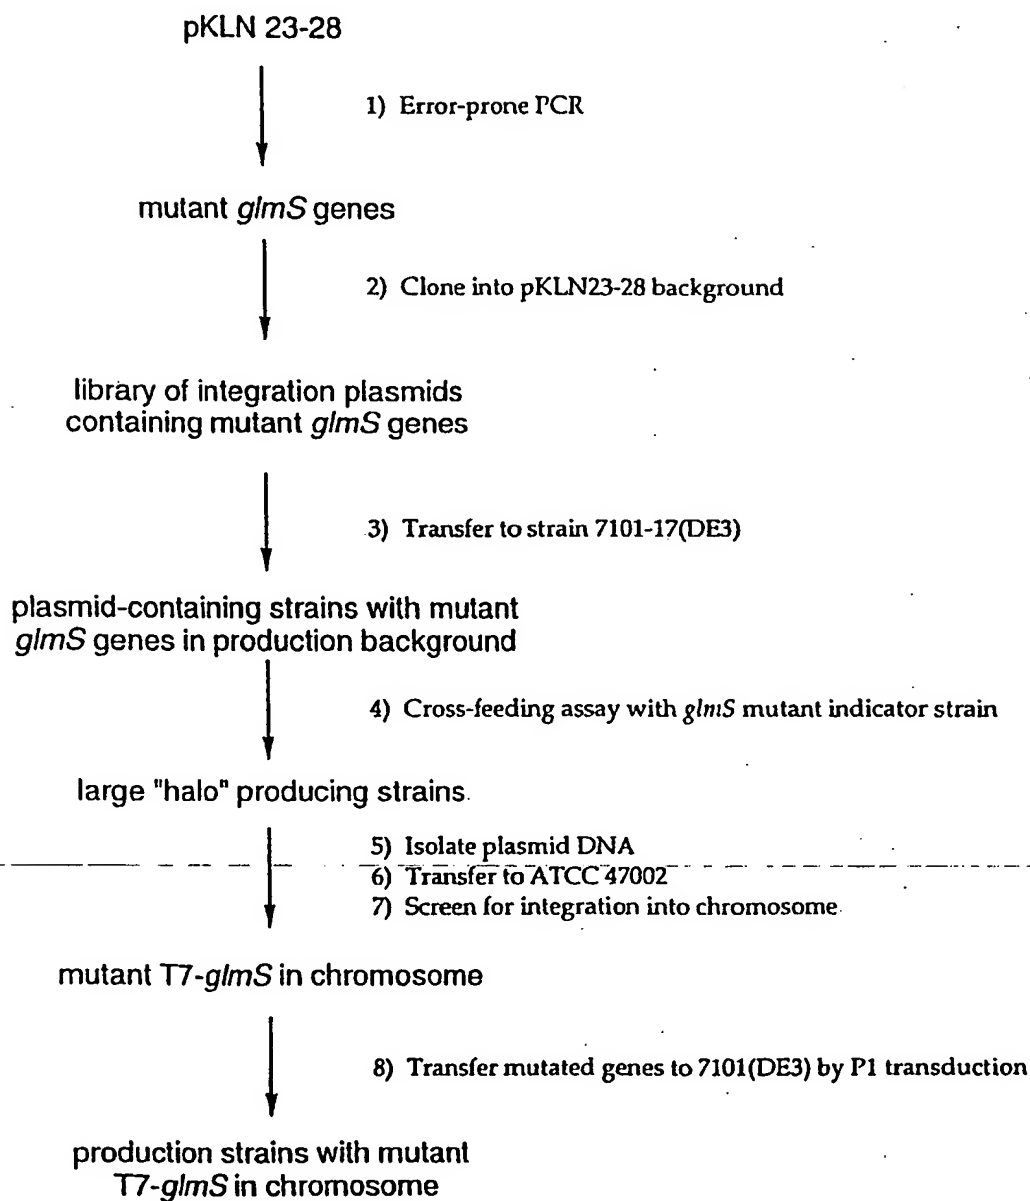 pKLN 23-28
1) Error-prone PCR
mutant glmS genes
2) Clone into pKLN23-28 background
library of integration plasmids
containing mutant glmS genes
3) Transfer to strain 7101-17(DE3)
plasmid-containing strains with mutant
glmS genes in production background
4) Cross-feeding assay with glmS mutant indicator strain
large "halo" producing strains
5) Isolate plasmid DNA
6) Transfer to ATCC 47002
7) Screen for integration into chromosome
mutant T7-glmS in chromosome
8) Transfer mutated genes to 7101(DE3) by P1 transduction
production strains with mutant
T7-glmS in chromosome